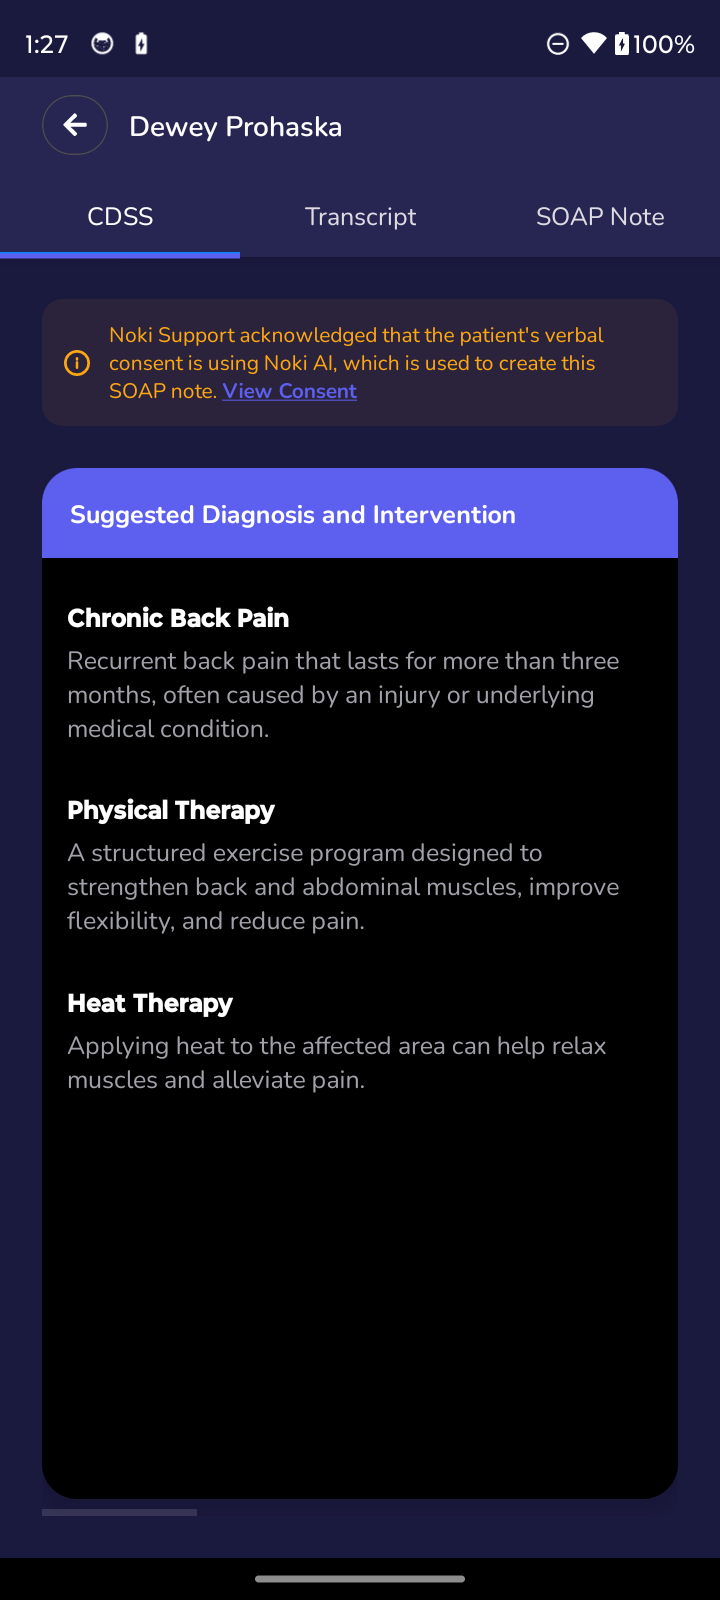 1:27
100%
Dewey Prohaska
CDSS
Transcript
SOAP Note
Noki Support acknowledged that the patient's verbal
consent is using Noki AI, which is used to create this
SOAP note. View Consent
Suggested Diagnosis and Intervention
Chronic Back Pain
Recurrent back pain that lasts for more than three
months, often caused by an injury or underlying
medical condition.
Physical Therapy
A structured exercise program designed to
strengthen back and abdominal muscles, improve
flexibility, and reduce pain.
Heat Therapy
Applying heat to the affected area can help relax
muscles and alleviate pain.